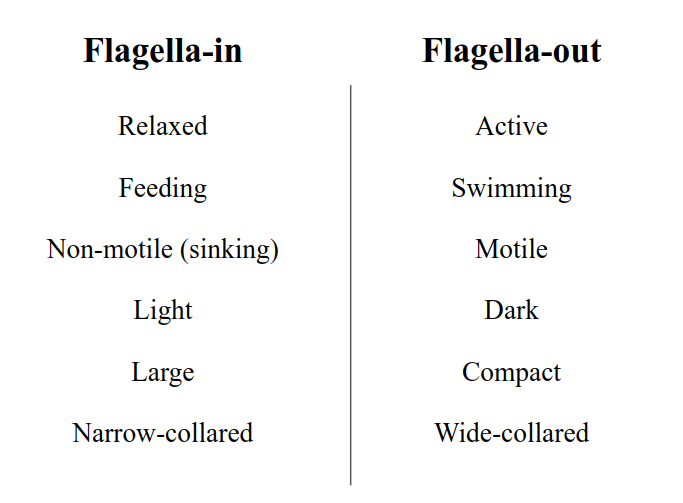 Flagella-in Flagella-out
Relaxed Active
Feeding Swimming
Non-motile (sinking) Motile
Light Dark
Large Compact
Narrow-collared Wide-collared